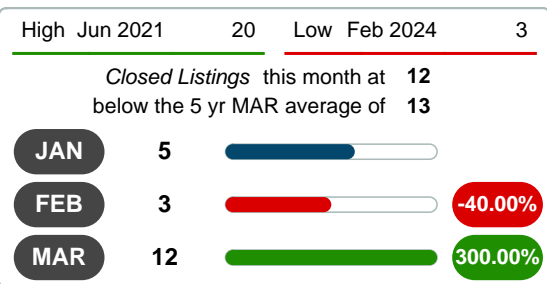 High Jun 2021 20 Low Feb 2024 3
Closed Listings this month at 12
below the 5 yr MAR average of 13
JAN 5
FEB 3 -40.00%
MAR 12 300.00%